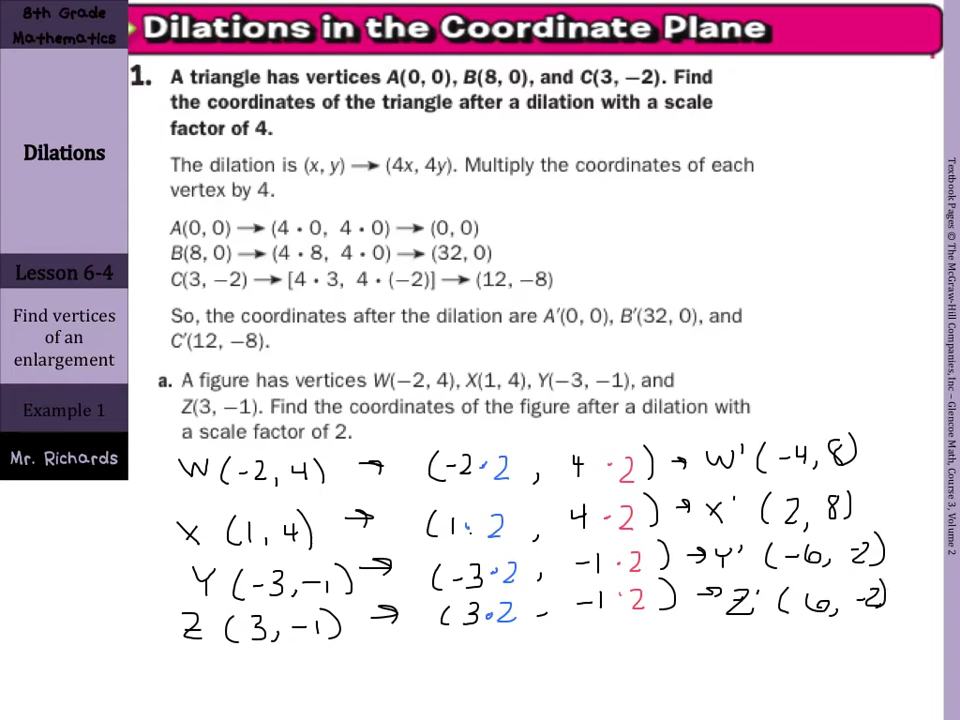 8th Grade
Mathematics
Dilations
Lesson 6-4
Find vertices
of an
enlargement
Example 1
Mr. Richards
Dilations in the Coordinate Plane
1. A triangle has vertices A(0, 0), B(8, 0), and C(3, −2). Find
the coordinates of the triangle after a dilation with a scale
factor of 4.
The dilation is (x, y) → (4x, 4y). Multiply the coordinates of each
vertex by 4.
A(0, 0) → (4 • 0, 4 • 0) → (0, 0)
B(8, 0) → (4 • 8, 4 • 0) → (32, 0)
C(3, −2) → [4 • 3, 4 • (−2)] → (12, −8)
So, the coordinates after the dilation are A′(0, 0), B′(32, 0), and
C′(12, −8).
a. A figure has vertices W(−2, 4), X(1, 4), Y(−3, −1), and
Z(3, −1). Find the coordinates of the figure after a dilation with
a scale factor of 2.
W (-2, 4) → (-2·2, 4·2) → W' (-4, 8)
X (1, 4) → (1·2, 4·2) → X' (2, 8)
Y (-3, -1) → (-3·2, -1·2) → Y' (-6, 2)
Z (3, -1) → (3·2, -1·2) → Z' (6, -2)
Textbook Pages © The McGraw-Hill Companies, Inc – Glencoe Math, Course 3, Volume 2